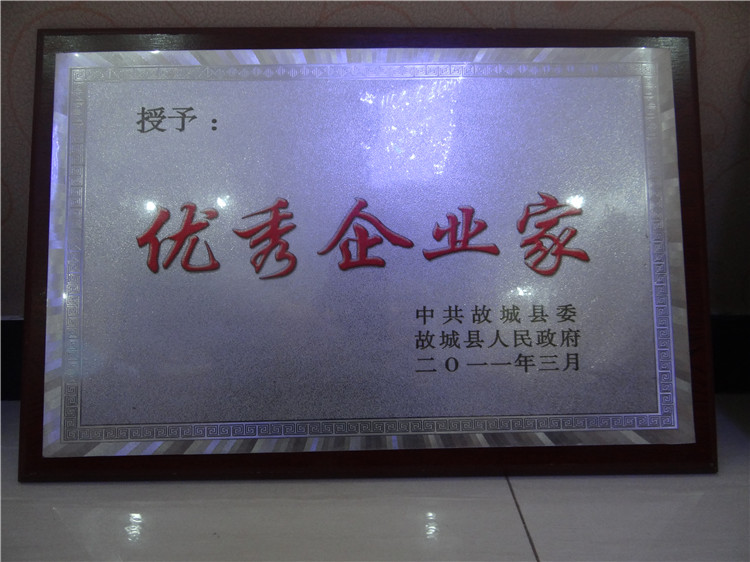 授予：
优秀企业家
中共故城县委
故城县人民政府
二〇一一年三月